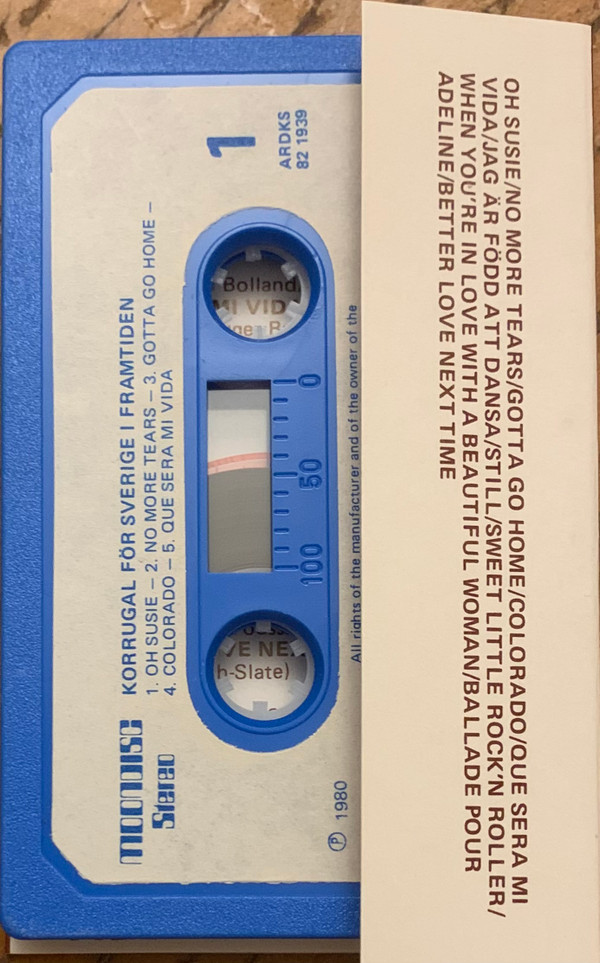 OH SUSIE/NO MORE TEARS/GOTTA GO HOME/COLORADO/QUE SERA MI
VIDA/JAG ÄR FÖDD ATT DANSA/STILL/SWEET LITTLE ROCK'N ROLLER/
WHEN YOU'RE IN LOVE WITH A BEAUTIFUL WOMAN/BALLADE POUR
ADELINE/BETTER LOVE NEXT TIME
KORRUGAL FÖR SVERIGE I FRAMTIDEN
1. OH SUSIE – 2. NO MORE TEARS – 3. GOTTA GO HOME –
4. COLORADO – 5. QUE SERA MI VIDA
1
ARDKS
82 1939
moondisc
Stereo
Bolland
MI VID
0
50
100
VE NE
h-Slate)
All rights of the manufacturer and of the owner of the
℗ 1980